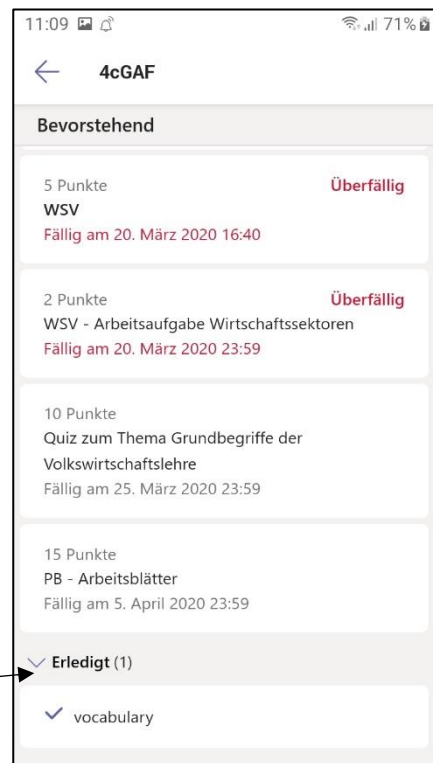 11:09 71%
4cGAF
Bevorstehend
5 Punkte Überfällig
WSV
Fällig am 20. März 2020 16:40
2 Punkte Überfällig
WSV - Arbeitsaufgabe Wirtschaftssektoren
Fällig am 20. März 2020 23:59
10 Punkte
Quiz zum Thema Grundbegriffe der
Volkswirtschaftslehre
Fällig am 25. März 2020 23:59
15 Punkte
PB - Arbeitsblätter
Fällig am 5. April 2020 23:59
Erledigt (1)
vocabulary